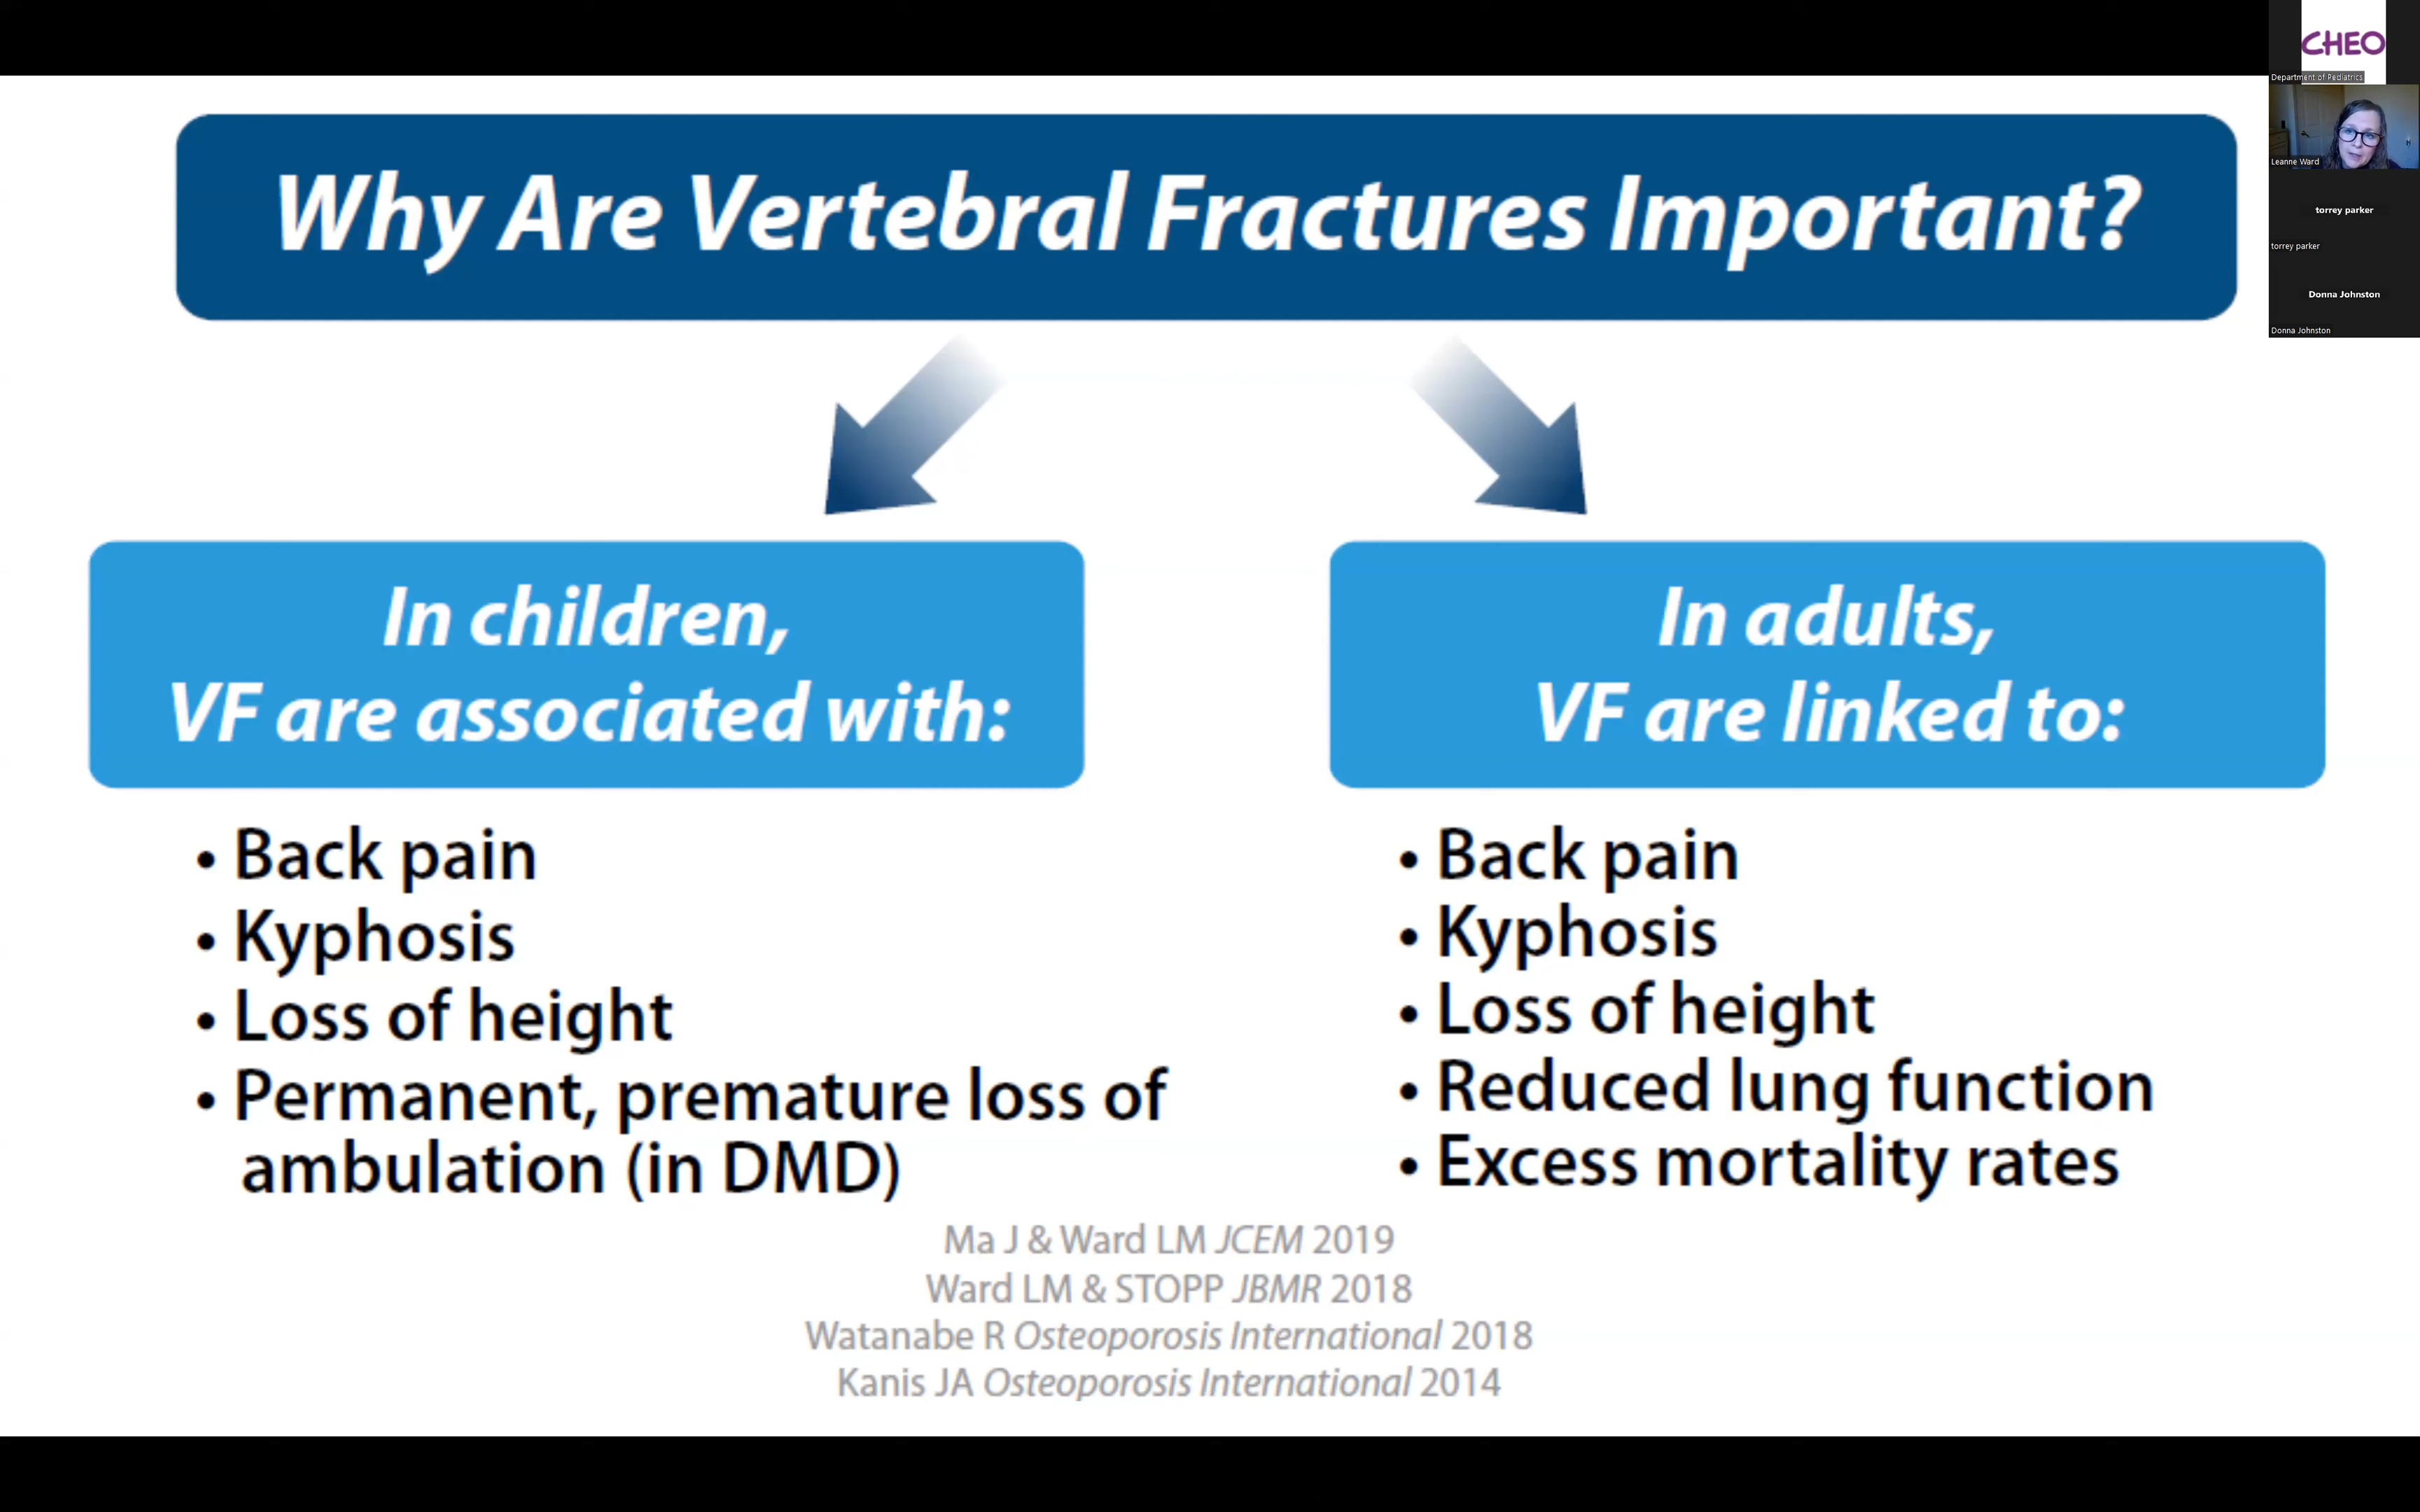 Why Are Vertebral Fractures Important?
In children,
VF are associated with:
• Back pain
• Kyphosis
• Loss of height
• Permanent, premature loss of
ambulation (in DMD)
In adults,
VF are linked to:
• Back pain
• Kyphosis
• Loss of height
• Reduced lung function
• Excess mortality rates
Ma J & Ward LM JCEM 2019
Ward LM & STOPP JBMR 2018
Watanabe R Osteoporosis International 2018
Kanis JA Osteoporosis International 2014
CHEO
Department of Pediatrics
Leanne Ward
torrey parker
torrey parker
Donna Johnston
Donna Johnston